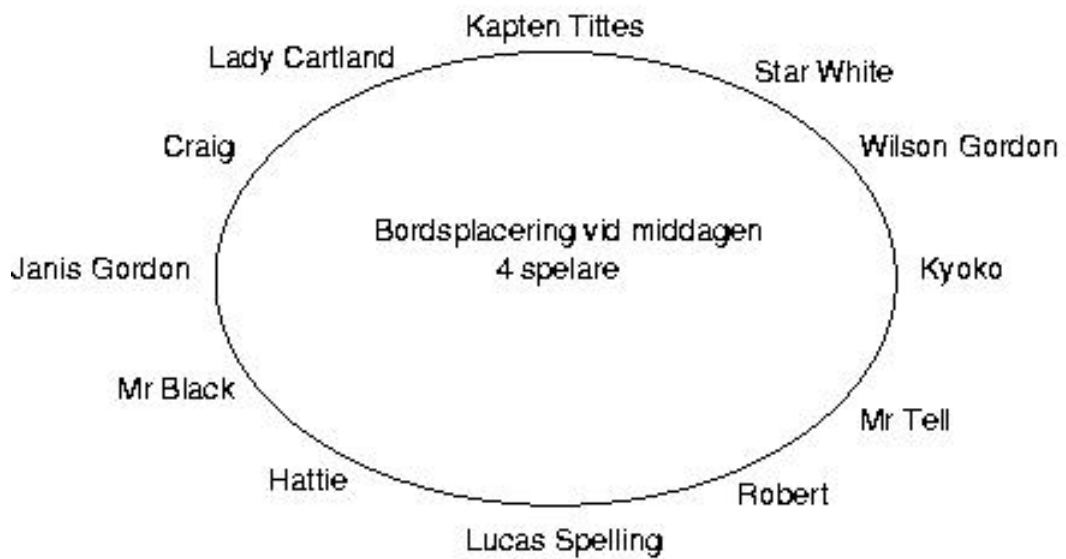 Kapten Tittes
Lady Cartland
Star White
Craig
Wilson Gordon
Bordsplacering vid middagen
4 spelare
Janis Gordon
Kyoko
Mr Black
Mr Tell
Hattie
Robert
Lucas Spelling